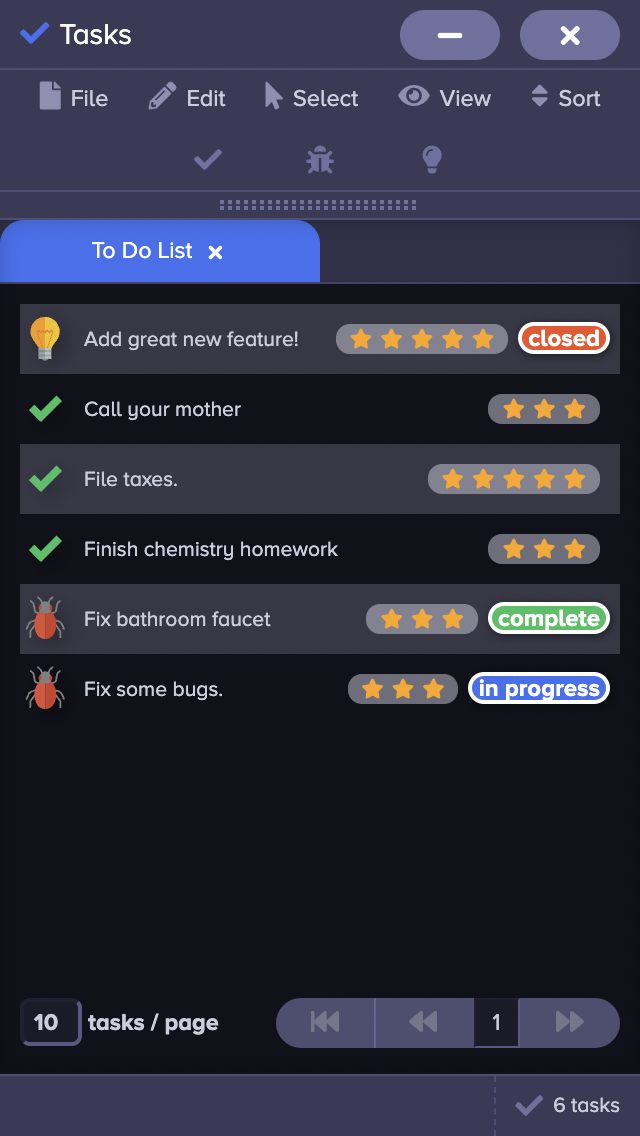 Tasks
File Edit Select View Sort
To Do List
Add great new feature! closed
Call your mother
File taxes.
Finish chemistry homework
Fix bathroom faucet complete
Fix some bugs. in progress
10 tasks / page 1
6 tasks